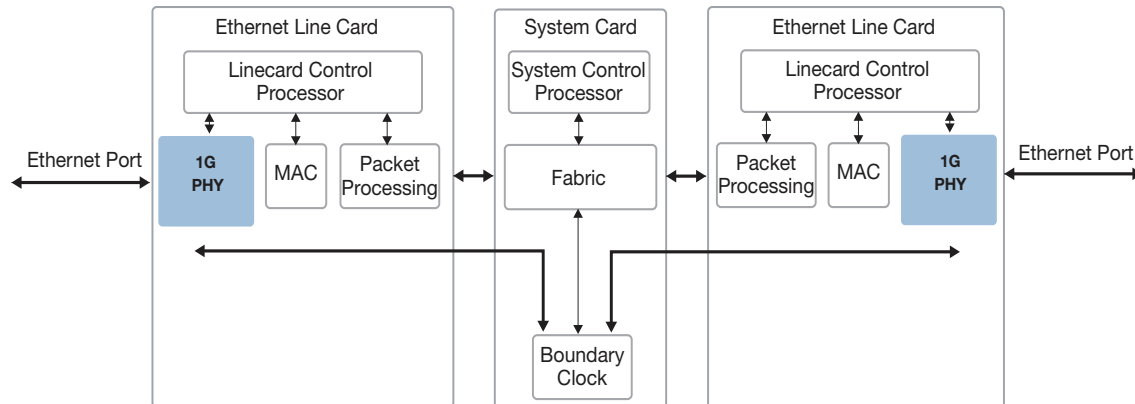 Ethernet Line Card
System Card
Ethernet Line Card
Linecard Control
Processor
System Control
Processor
Linecard Control
Processor
Ethernet Port
1G
PHY
MAC
Packet
Processing
Fabric
Packet
Processing
MAC
1G
PHY
Ethernet Port
Boundary
Clock